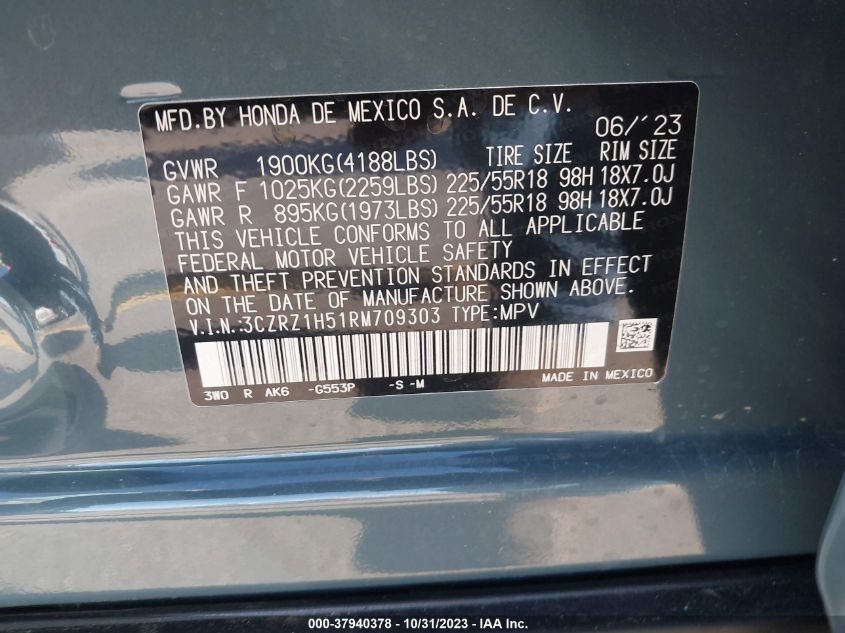 MFD.BY HONDA DE MEXICO S.A. DE C.V.
06/'23
GVWR 1900KG(4188LBS) TIRE SIZE RIM SIZE
GAWR F 1025KG(2259LBS) 225/55R18 98H 18X7.0J
GAWR R 895KG(1973LBS) 225/55R18 98H 18X7.0J
THIS VEHICLE CONFORMS TO ALL APPLICABLE
FEDERAL MOTOR VEHICLE SAFETY
AND THEFT PREVENTION STANDARDS IN EFFECT
ON THE DATE OF MANUFACTURE SHOWN ABOVE.
V.I.N.:3CZRZ1H51RM709303 TYPE:MPV
3W0 R AK6 -G553P -S -M MADE IN MEXICO
000-37940378 - 10/31/2023 - IAA Inc.